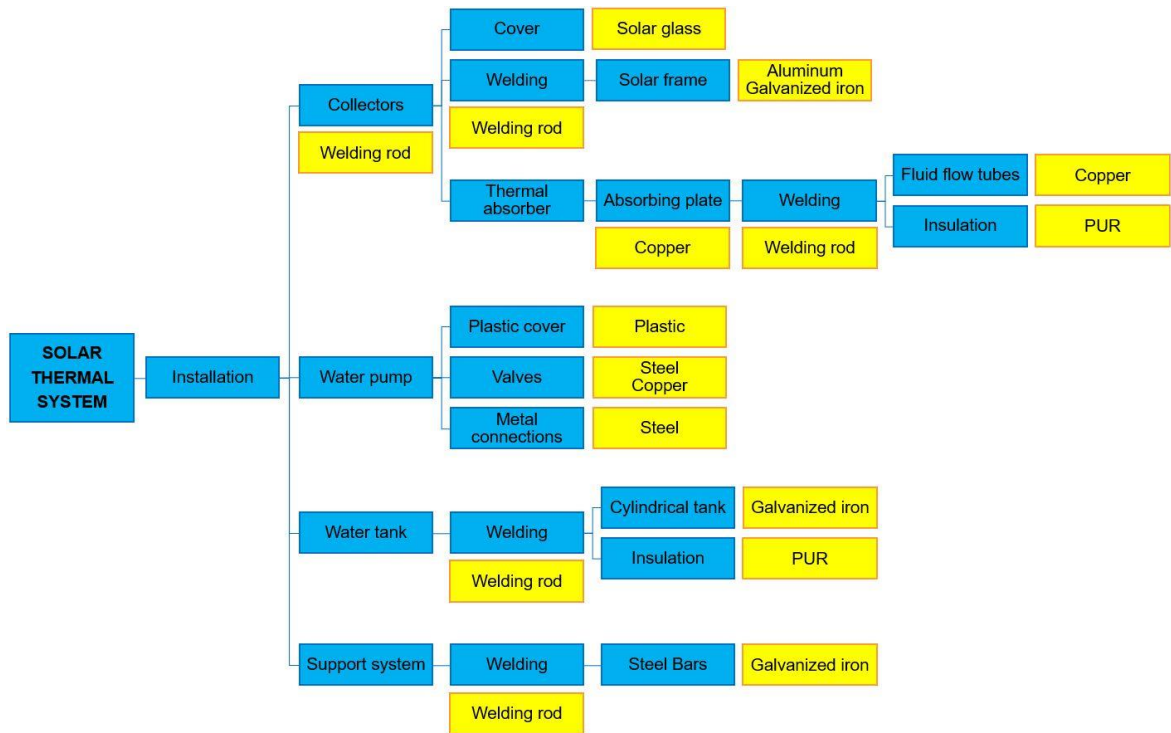 Cover
Solar glass
Welding
Solar frame
Aluminum
Galvanized iron
Collectors
Welding rod
Welding rod
Thermal
absorber
Absorbing plate
Welding
Fluid flow tubes
Copper
Insulation
PUR
Copper
Welding rod
SOLAR
THERMAL
SYSTEM
Installation
Water pump
Plastic cover
Plastic
Valves
Steel
Copper
Metal
connections
Steel
Water tank
Welding
Welding rod
Cylindrical tank
Galvanized iron
Insulation
PUR
Support system
Welding
Steel Bars
Galvanized iron
Welding rod